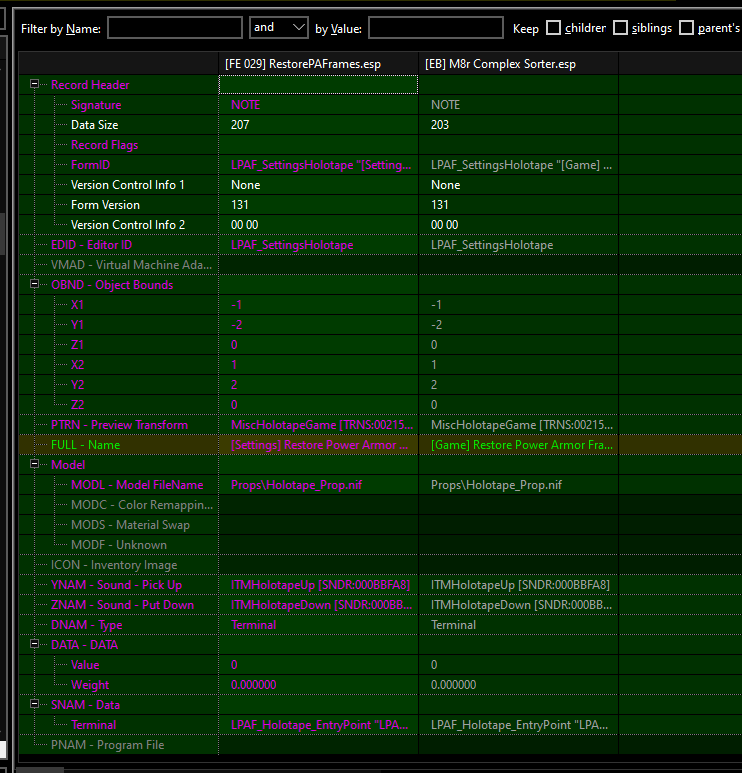 Filter by Name: and by Value: Keep children siblings parent's
[FE 029] RestorePAFrames.esp [EB] M8r Complex Sorter.esp
Record Header
Signature NOTE NOTE
Data Size 207 203
Record Flags
FormID LPAF_SettingsHolotape "[Setting... LPAF_SettingsHolotape "[Game] ...
Version Control Info 1 None None
Form Version 131 131
Version Control Info 2 00 00 00 00
EDID - Editor ID LPAF_SettingsHolotape LPAF_SettingsHolotape
VMAD - Virtual Machine Ada...
OBND - Object Bounds
X1 -1 -1
Y1 -2 -2
Z1 0 0
X2 1 1
Y2 2 2
Z2 0 0
PTRN - Preview Transform MiscHolotapeGame [TRNS:00215... MiscHolotapeGame [TRNS:00215...
FULL - Name [Settings] Restore Power Armor ... [Game] Restore Power Armor Fra...
Model
MODL - Model FileName Props\Holotape_Prop.nif Props\Holotape_Prop.nif
MODC - Color Remappin...
MODS - Material Swap
MODF - Unknown
ICON - Inventory Image
YNAM - Sound - Pick Up ITMHolotapeUp [SNDR:000BBFA8] ITMHolotapeUp [SNDR:000BBFA8]
ZNAM - Sound - Put Down ITMHolotapeDown [SNDR:000BB... ITMHolotapeDown [SNDR:000BB...
DNAM - Type Terminal Terminal
DATA - DATA
Value 0 0
Weight 0.000000 0.000000
SNAM - Data
Terminal LPAF_Holotape_EntryPoint "LPA... LPAF_Holotape_EntryPoint "LPA...
PNAM - Program File